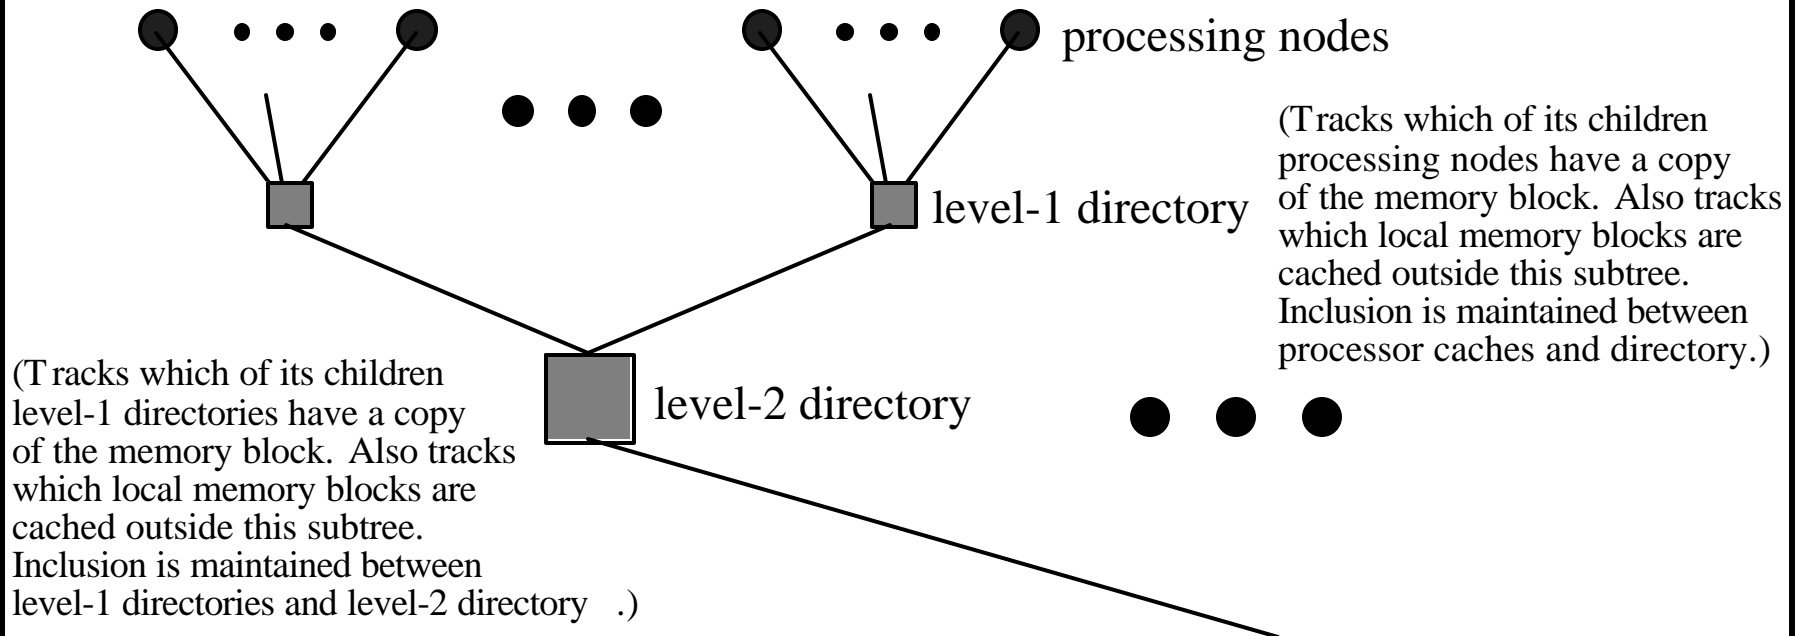 processing nodes
(Tracks which of its children
processing nodes have a copy
of the memory block. Also tracks
which local memory blocks are
cached outside this subtree.
Inclusion is maintained between
processor caches and directory.)
level-1 directory
level-2 directory
(Tracks which of its children
level-1 directories have a copy
of the memory block. Also tracks
which local memory blocks are
cached outside this subtree.
Inclusion is maintained between
level-1 directories and level-2 directory .)